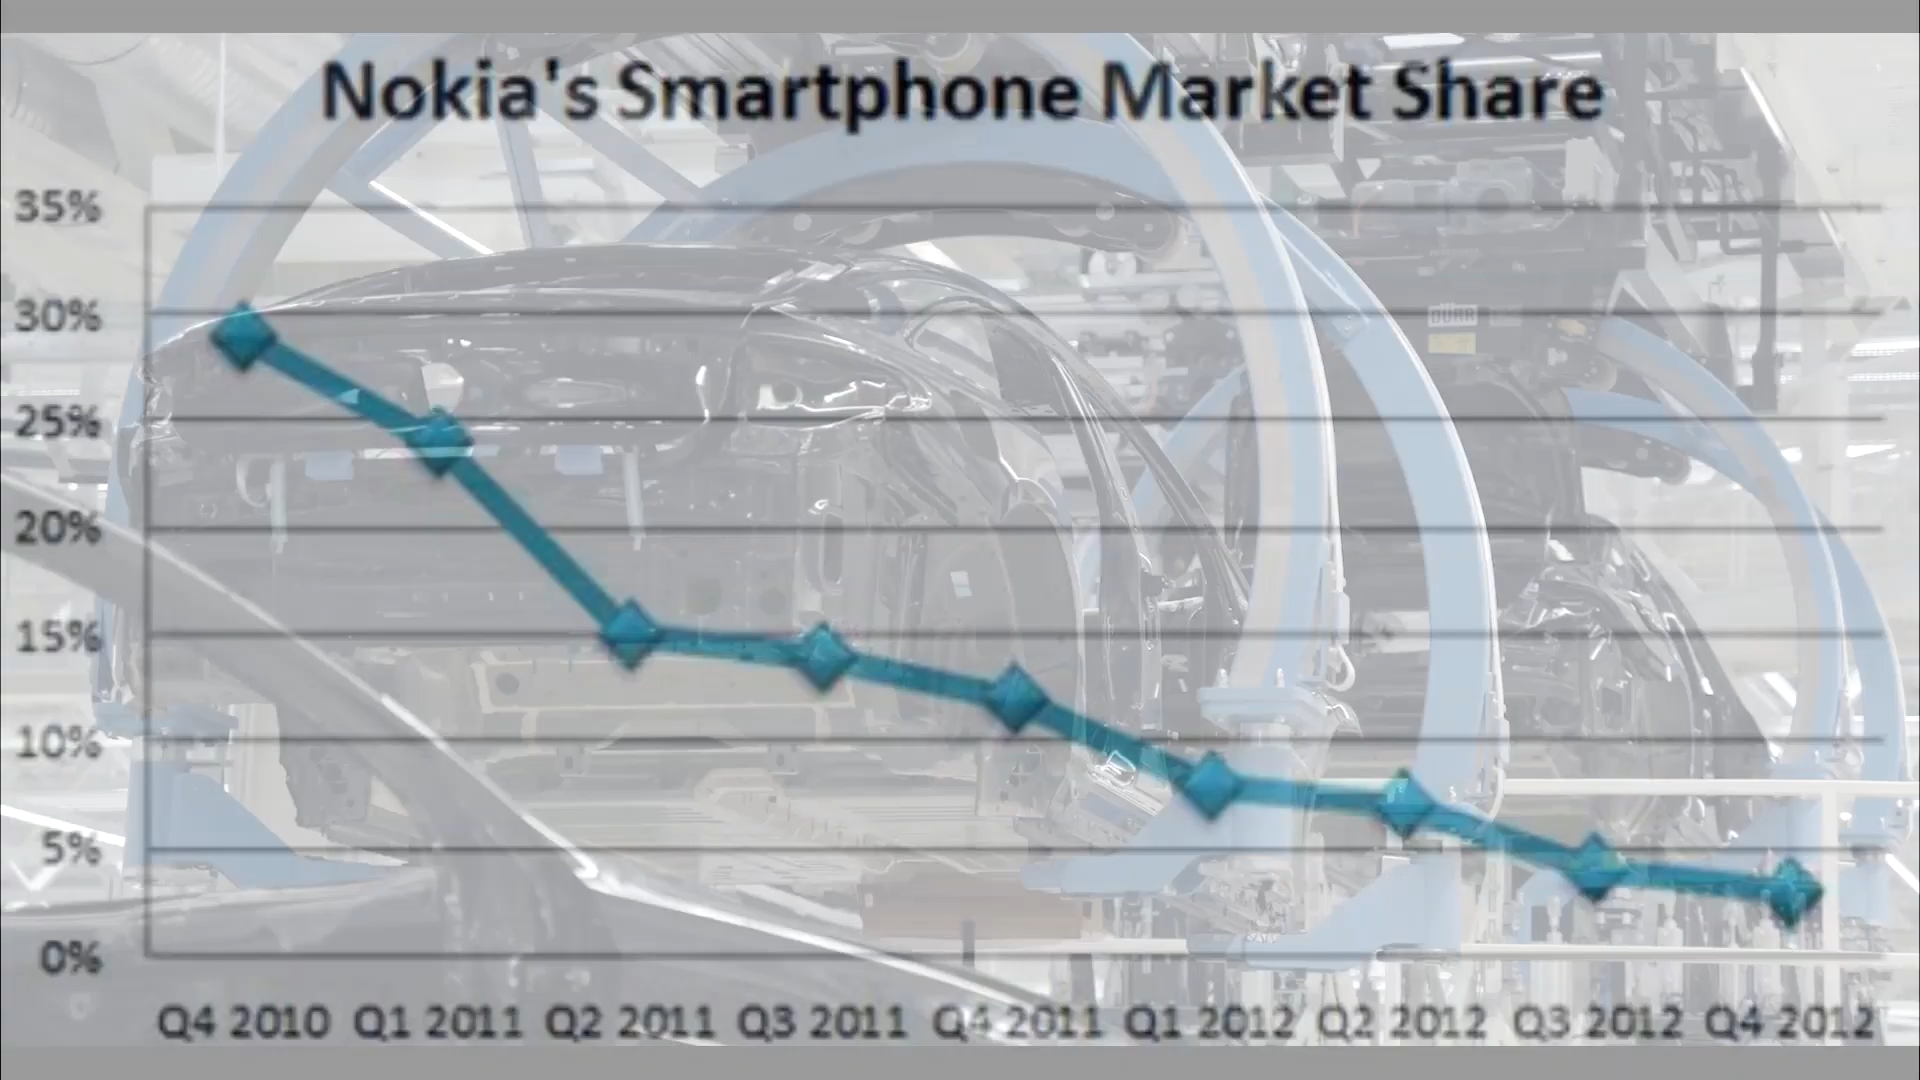 Nokia's Smartphone Market Share
35%
30%
25%
20%
15%
10%
5%
0%
Q4 2010 Q1 2011 Q2 2011 Q3 2011 Q4 2011 Q1 2012 Q2 2012 Q3 2012 Q4 2012
DÜRR